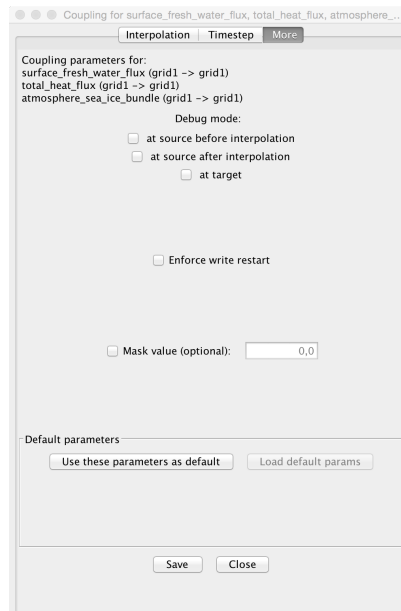 Coupling for surface_fresh_water_flux, total_heat_flux, atmosphere_...
Interpolation Timestep More
Coupling parameters for:
surface_fresh_water_flux (grid1 -> grid1)
total_heat_flux (grid1 -> grid1)
atmosphere_sea_ice_bundle (grid1 -> grid1)
Debug mode:
at source before interpolation
at source after interpolation
at target
Enforce write restart
Mask value (optional): 0,0
Default parameters
Use these parameters as default Load default params
Save Close